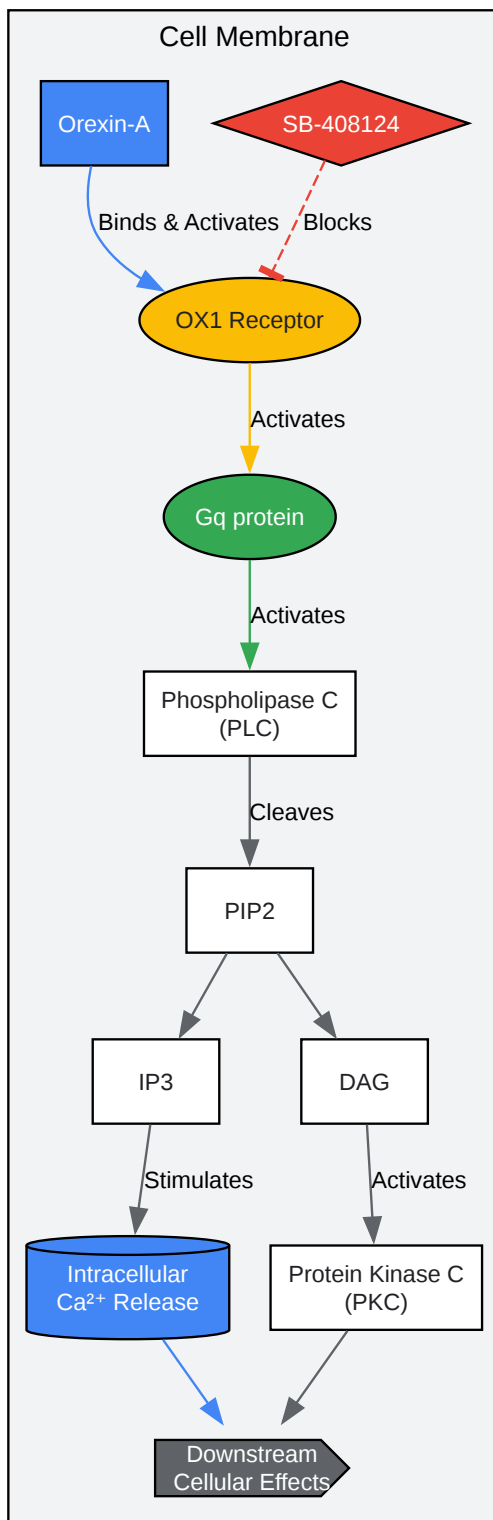 Cell Membrane
Orexin-A
SB-408124
Binds & Activates
Blocks
OX1 Receptor
Activates
Gq protein
Activates
Phospholipase C
(PLC)
Cleaves
PIP2
IP3
DAG
Stimulates
Activates
Intracellular
Ca²⁺ Release
Protein Kinase C
(PKC)
Downstream
Cellular Effects